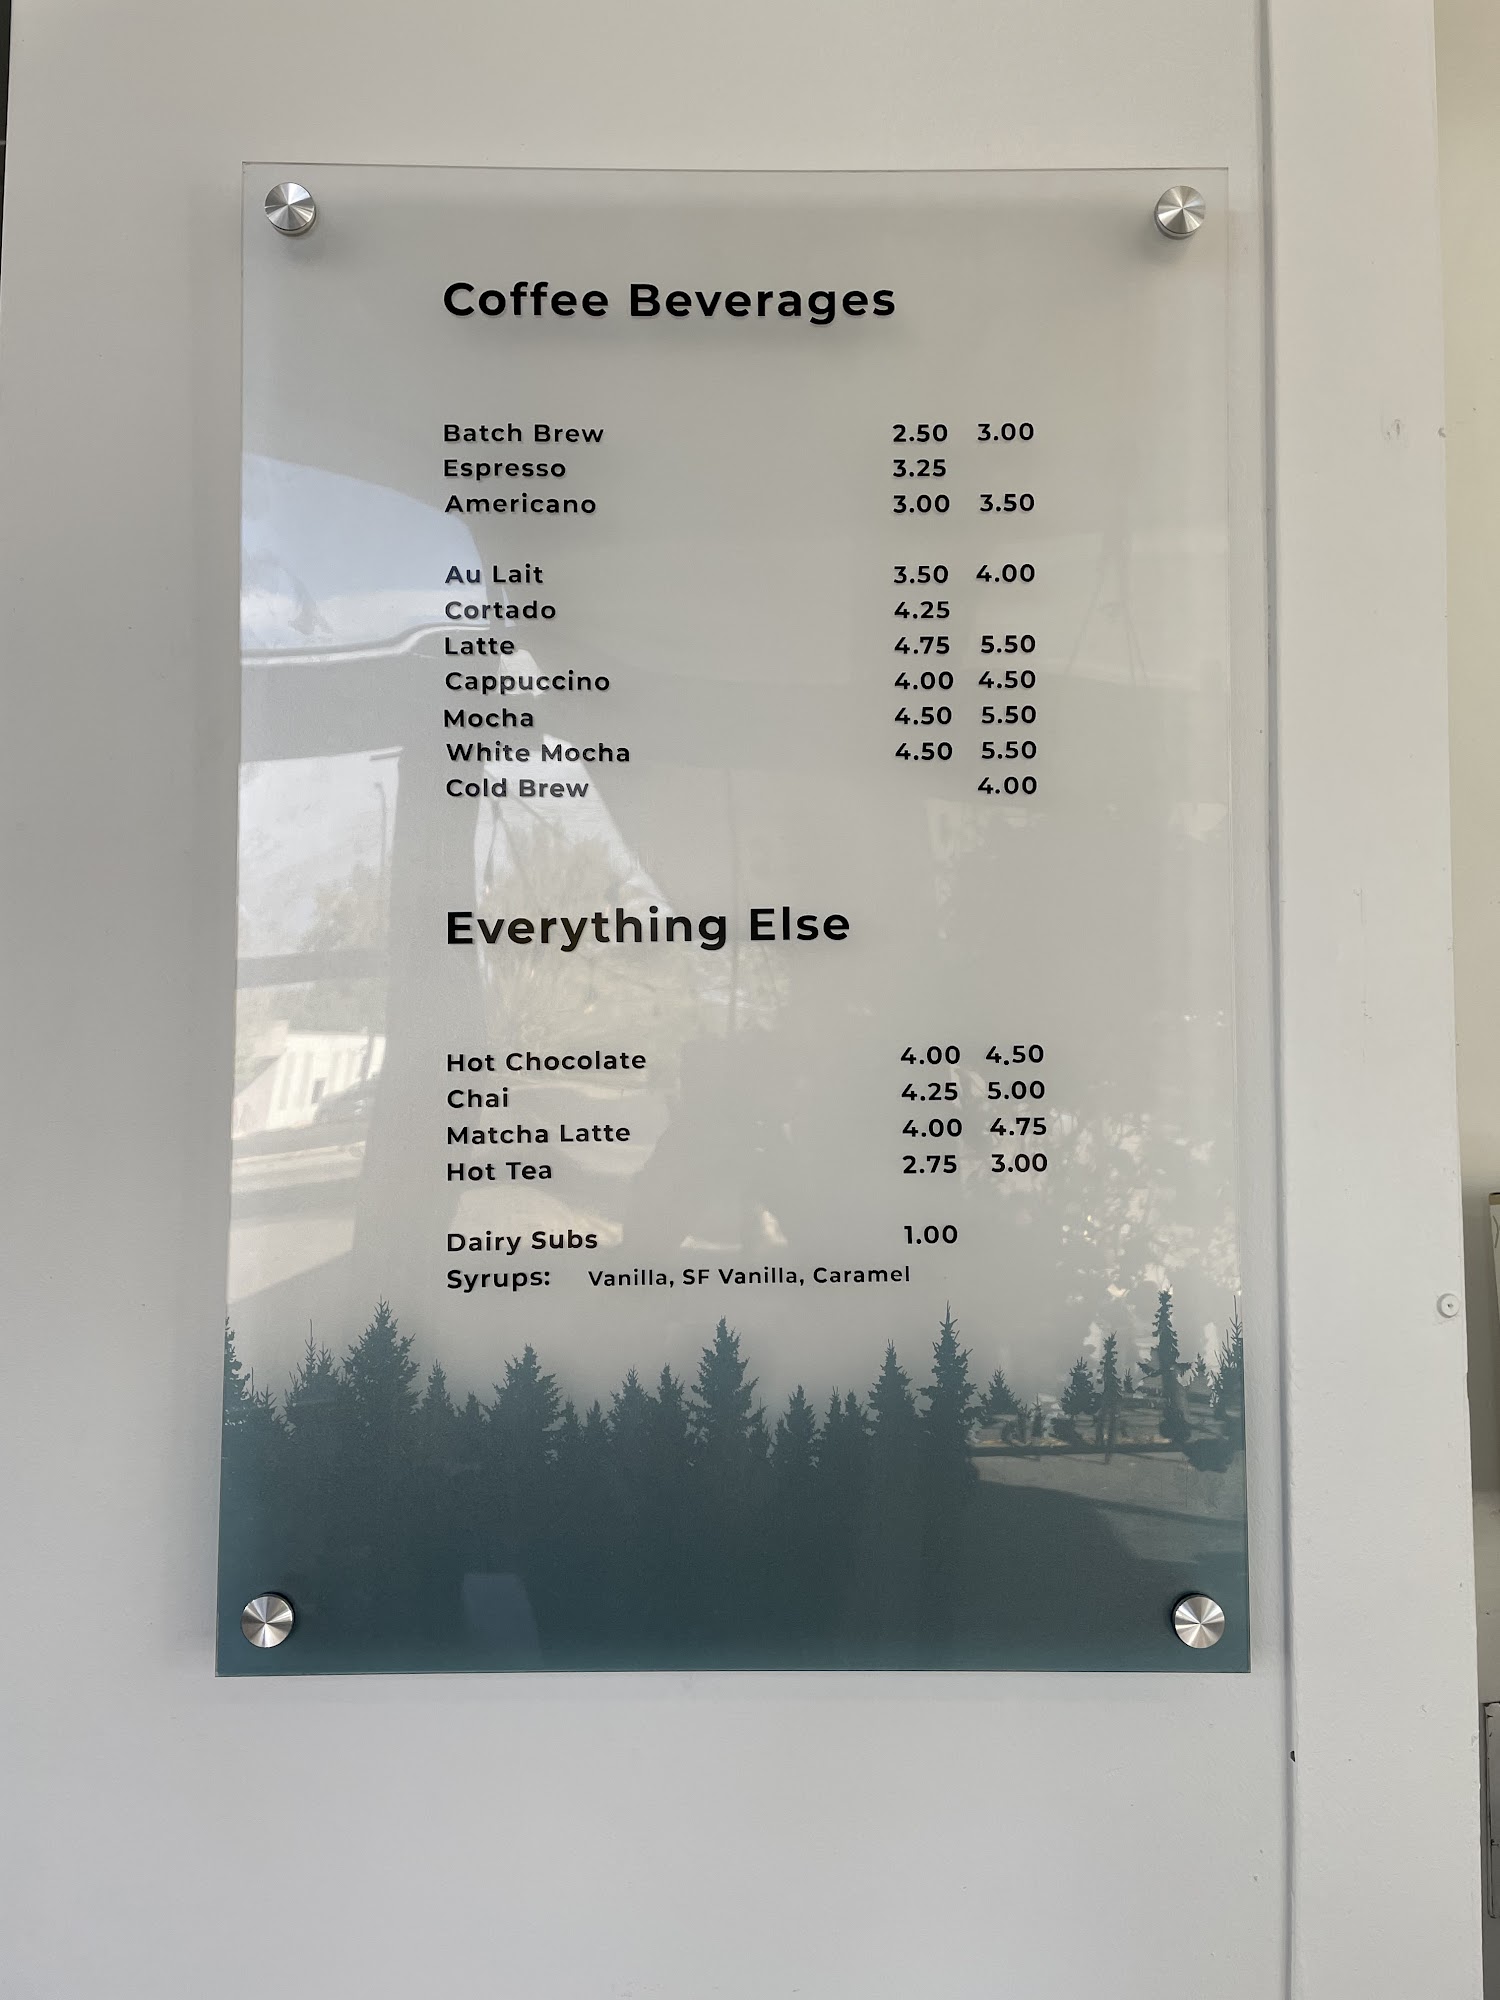 Coffee Beverages
Batch Brew 2.50 3.00
Espresso 3.25
Americano 3.00 3.50
Au Lait 3.50 4.00
Cortado 4.25
Latte 4.75 5.50
Cappuccino 4.00 4.50
Mocha 4.50 5.50
White Mocha 4.50 5.50
Cold Brew 4.00
Everything Else
Hot Chocolate 4.00 4.50
Chai 4.25 5.00
Matcha Latte 4.00 4.75
Hot Tea 2.75 3.00
Dairy Subs 1.00
Syrups: Vanilla, SF Vanilla, Caramel